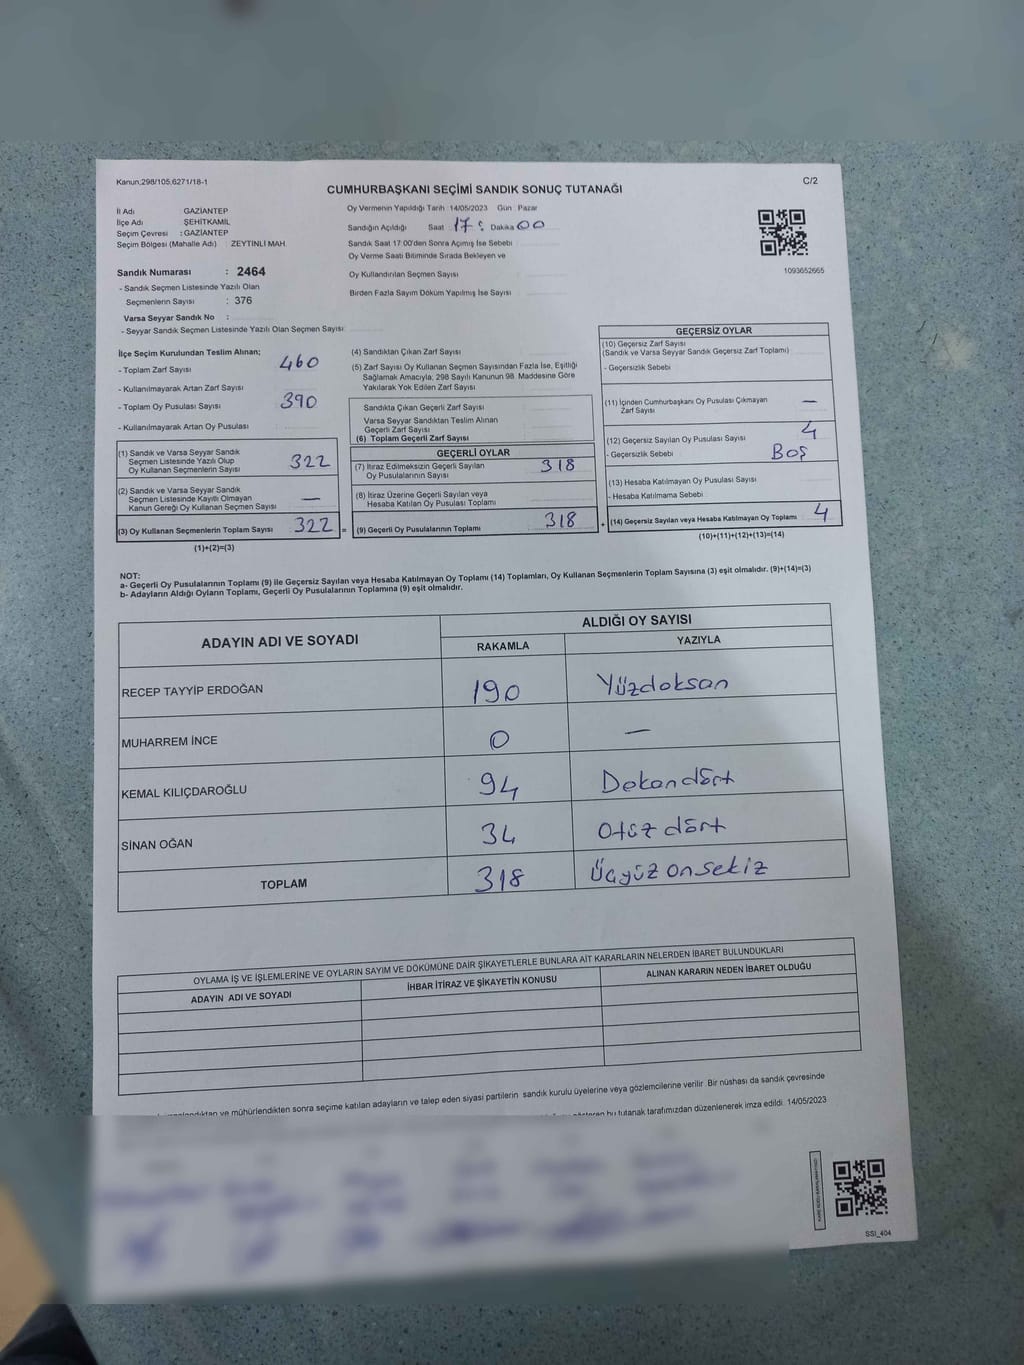 Kanun;298/105,6271/18-1
C/2
CUMHURBAŞKANI SEÇİMİ SANDIK SONUÇ TUTANAĞI
İl Adı GAZİANTEP
İlçe Adı ŞEHİTKAMİL
Seçim Çevresi : GAZİANTEP
Seçim Bölgesi (Mahalle Adı) : ZEYTINLI MAH.
Sandık Numarası : 2464
- Sandık Seçmen Listesinde Yazılı Olan
Seçmenlerin Sayısı : 376
Varsa Seyyar Sandık No :
- Seyyar Sandık Seçmen Listesinde Yazılı Olan Seçmen Sayısı:
Oy Vermenin Yapıldığı Tarih 14/05/2023 Gün : Pazar
Sandığın Açıldığı Saat 17: Dakika 00
Sandık Saat 17:00'den Sonra Açımış İse Sebebi
Oy Verme Saati Bitiminde Sırada Bekleyen ve
Oy Kullandırılan Seçmen Sayısı
Birden Fazla Sayım Döküm Yapılmış İse Sayısı
1093652665
İlçe Seçim Kurulundan Teslim Alınan;
- Toplam Zarf Sayısı 460
- Kullanılmayarak Artan Zarf Sayısı
- Toplam Oy Pusulası Sayısı 390
- Kullanılmayarak Artan Oy Pusulası
(1) Sandık ve Varsa Seyyar Sandık
Seçmen Listesinde Yazılı Olup
Oy Kullanan Seçmenlerin Sayısı 322
(2) Sandık ve Varsa Seyyar Sandık
Seçmen Listesinde Kayıtlı Olmayan
Kanun Gereği Oy Kullanan Seçmen Sayısı —
(3) Oy Kullanan Seçmenlerin Toplam Sayısı 322 =
(1)+(2)=(3)
(4) Sandıktan Çıkan Zarf Sayısı
(5) Zarf Sayısı Oy Kullanan Seçmen Sayısından Fazla İse, Eşitliği
Sağlamak Amacıyla; 298 Sayılı Kanunun 98. Maddesine Göre
Yakılarak Yok Edilen Zarf Sayısı
Sandıkta Çıkan Geçerli Zarf Sayısı
Varsa Seyyar Sandıktan Teslim Alınan
Geçerli Zarf Sayısı
(6) Toplam Geçerli Zarf Sayısı
GEÇERLİ OYLAR
(7) İtiraz Edilmeksizin Geçerli Sayılan
Oy Pusulalarının Sayısı 318
(8) İtiraz Üzerine Geçerli Sayılan veya
Hesaba Katılan Oy Pusulası Toplamı
(9) Geçerli Oy Pusulalarının Toplamı 318 +
GEÇERSİZ OYLAR
(10) Geçersiz Zarf Sayısı
(Sandık ve Varsa Seyyar Sandık Geçersiz Zarf Toplamı)
- Geçersizlik Sebebi
(11) İçinden Cumhurbaşkanı Oy Pusulası Çıkmayan
Zarf Sayısı —
(12) Geçersiz Sayılan Oy Pusulası Sayısı 4
- Geçersizlik Sebebi Boş
(13) Hesaba Katılmayan Oy Pusulası Sayısı
- Hesaba Katılmama Sebebi
(14) Geçersiz Sayılan veya Hesaba Katılmayan Oy Toplamı 4
(10)+(11)+(12)+(13)=(14)
NOT:
a- Geçerli Oy Pusulalarının Toplamı (9) ile Geçersiz Sayılan veya Hesaba Katılmayan Oy Toplamı (14) Toplamları, Oy Kullanan Seçmenlerin Toplam Sayısına (3) eşit olmalıdır. (9)+(14)=(3)
b- Adayların Aldığı Oyların Toplamı, Geçerli Oy Pusulalarının Toplamına (9) eşit olmalıdır.
ADAYIN ADI VE SOYADI
ALDIĞI OY SAYISI
RAKAMLA YAZIYLA
RECEP TAYYİP ERDOĞAN 190 Yüzdoksan
MUHARREM İNCE 0 —
KEMAL KILIÇDAROĞLU 94 Doksandört
SİNAN OĞAN 34 Otuz dört
TOPLAM 318 Üçyüz on sekiz
OYLAMA İŞ VE İŞLEMLERİNE VE OYLARIN SAYIM VE DÖKÜMÜNE DAİR ŞİKAYETLERLE BUNLARA AİT KARARLARIN NELERDEN İBARET BULUNDUKLARI
ADAYIN ADI VE SOYADI İHBAR İTİRAZ VE ŞİKAYETİN KONUSU ALINAN KARARIN NEDEN İBARET OLDUĞU
ve mühürlendikten sonra seçime katılan adayların ve talep eden siyasi partilerin sandık kurulu üyelerine veya gözlemcilerine verilir. Bir nüshası da sandık çevresinde
bu tutanak tarafımızdan düzenlenerek imza edildi. 14/05/2023
SSI_404